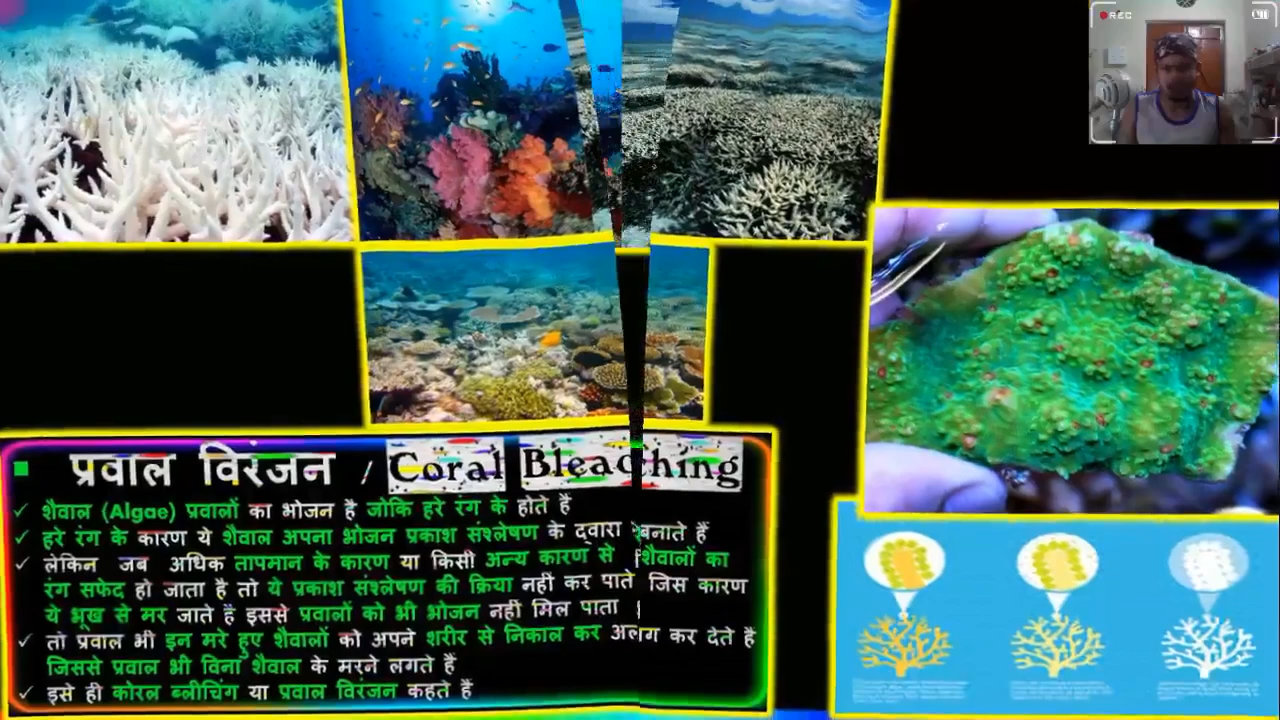 REC
प्रवाल विरंजन / Coral Bleaching
शैवाल (Algae) प्रवालों का भोजन है जोकि हरे रंग के होते हैं
हरे रंग के कारण ये शैवाल अपना भोजन प्रकाश संश्लेषण के दवारा बनाते हैं
लेकिन जब अधिक तापमान के कारण या किसी अन्य कारण से शैवालों का
रंग सफेद हो जाता है तो ये प्रकाश संश्लेषण की क्रिया नहीं कर पाते जिस कारण
ये भूख से मर जाते हैं इससे प्रवालों को भी भोजन नहीं मिल पाता
तो प्रवाल भी इन मरे हुए शैवालों को अपने शरीर से निकाल कर अलग कर देते है
जिससे प्रवाल भी विना शैवाल के मरने लगते हैं
इसे ही कोरल ब्लीचिंग या प्रवाल विरंजन कहते हैं